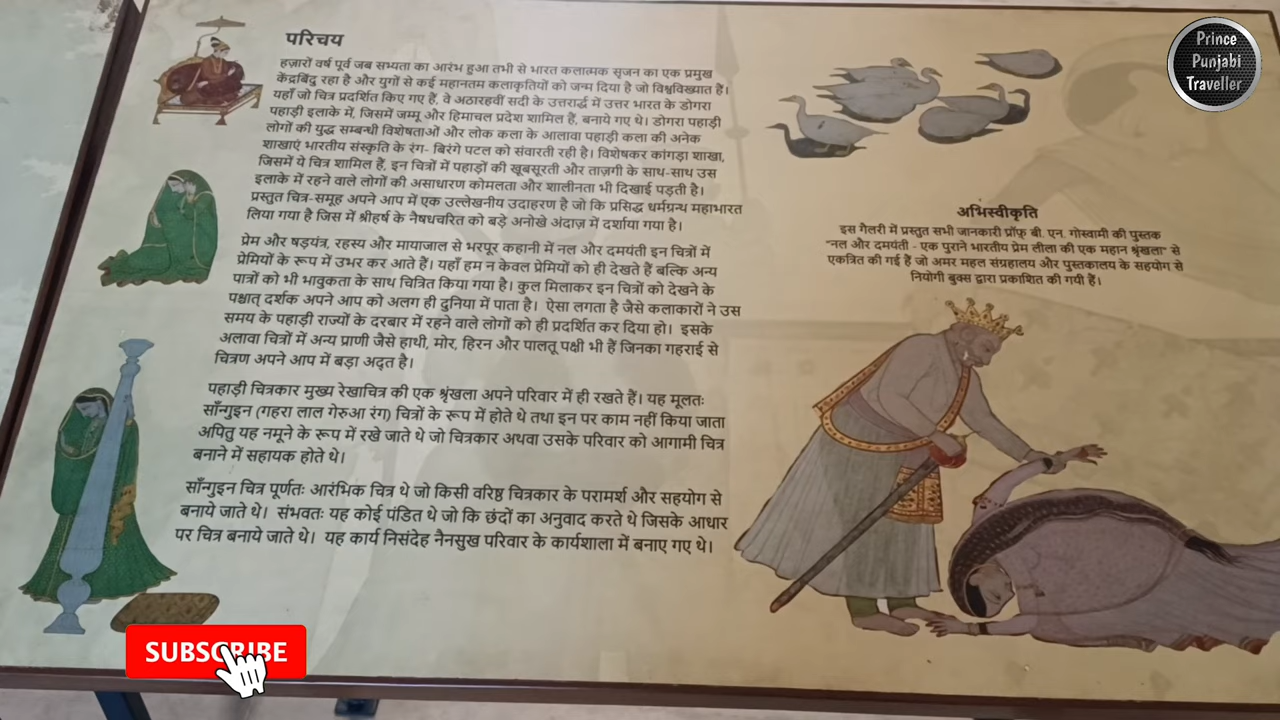 परिचय
हज़ारों वर्ष पूर्व जब सभ्यता का आरंभ हुआ तभी से भारत कलात्मक सृजन का एक प्रमुख
केंद्रबिंदु रहा है और युगों से कई महानतम कलाकृतियों को जन्म दिया है जो विश्वविख्यात हैं।
यहाँ जो चित्र प्रदर्शित किए गए हैं, वे अठारहवीं सदी के उत्तरार्द्ध में उत्तर भारत के डोगरा
पहाड़ी इलाके में, जिसमें जम्मू और हिमाचल प्रदेश शामिल हैं, बनाये गए थे। डोगरा पहाड़ी
लोगों की युद्ध सम्बन्धी विशेषताओं और लोक कला के आलावा पहाड़ी कला की अनेक
शाखाएं भारतीय संस्कृति के रंग- बिरंगे पटल को संवारती रही है। विशेषकर कांगड़ा शाखा,
जिसमें ये चित्र शामिल हैं, इन चित्रों में पहाड़ों की खूबसूरती और ताज़गी के साथ-साथ उस
इलाके में रहने वाले लोगों की असाधारण कोमलता और शालीनता भी दिखाई पड़ती है।
प्रस्तुत चित्र-समूह अपने आप में एक उल्लेखनीय उदाहरण है जो कि प्रसिद्ध धर्मग्रन्थ महाभारत
लिया गया है जिस में श्रीहर्ष के नैषधचरित को बड़े अनोखे अंदाज़ में दर्शाया गया है।
प्रेम और षड़यंत्र, रहस्य और मायाजाल से भरपूर कहानी में नल और दमयंती इन चित्रों में
प्रेमियों के रूप में उभर कर आते हैं। यहाँ हम न केवल प्रेमियों को ही देखते हैं बल्कि अन्य
पात्रों को भी भावुकता के साथ चित्रित किया गया है। कुल मिलाकर इन चित्रों को देखने के
पश्चात् दर्शक अपने आप को अलग ही दुनिया में पाता है। ऐसा लगता है जैसे कलाकारों ने उस
समय के पहाड़ी राज्यों के दरबार में रहने वाले लोगों को ही प्रदर्शित कर दिया हो। इसके
अलावा चित्रों में अन्य प्राणी जैसे हाथी, मोर, हिरन और पालतू पक्षी भी हैं जिनका गहराई से
चित्रण अपने आप में बड़ा अदृत है।
पहाड़ी चित्रकार मुख्य रेखाचित्र की एक श्रृंखला अपने परिवार में ही रखते हैं। यह मूलतः
साँन्गुइन (गहरा लाल गेरुआ रंग) चित्रों के रूप में होते थे तथा इन पर काम नहीं किया जाता
अपितु यह नमूने के रूप में रखे जाते थे जो चित्रकार अथवा उसके परिवार को आगामी चित्र
बनाने में सहायक होते थे।
साँन्गुइन चित्र पूर्णतः आरंभिक चित्र थे जो किसी वरिष्ठ चित्रकार के परामर्श और सहयोग से
बनाये जाते थे। संभवतः यह कोई पंडित थे जो कि छंदों का अनुवाद करते थे जिसके आधार
पर चित्र बनाये जाते थे। यह कार्य निसंदेह नैनसुख परिवार के कार्यशाला में बनाए गए थे।
अभिस्वीकृति
इस गैलरी में प्रस्तुत सभी जानकारी प्रॉफ़ बी. एन. गोस्वामी की पुस्तक
"नल और दमयंती - एक पुराने भारतीय प्रेम लीला की एक महान श्रृंखला" से
एकत्रित की गई हैं जो अमर महल संग्रहालय और पुस्तकालय के सहयोग से
नियोगी बुक्स द्वारा प्रकाशित की गयी हैं।
Prince
Punjabi
Traveller
SUBSCRIBE